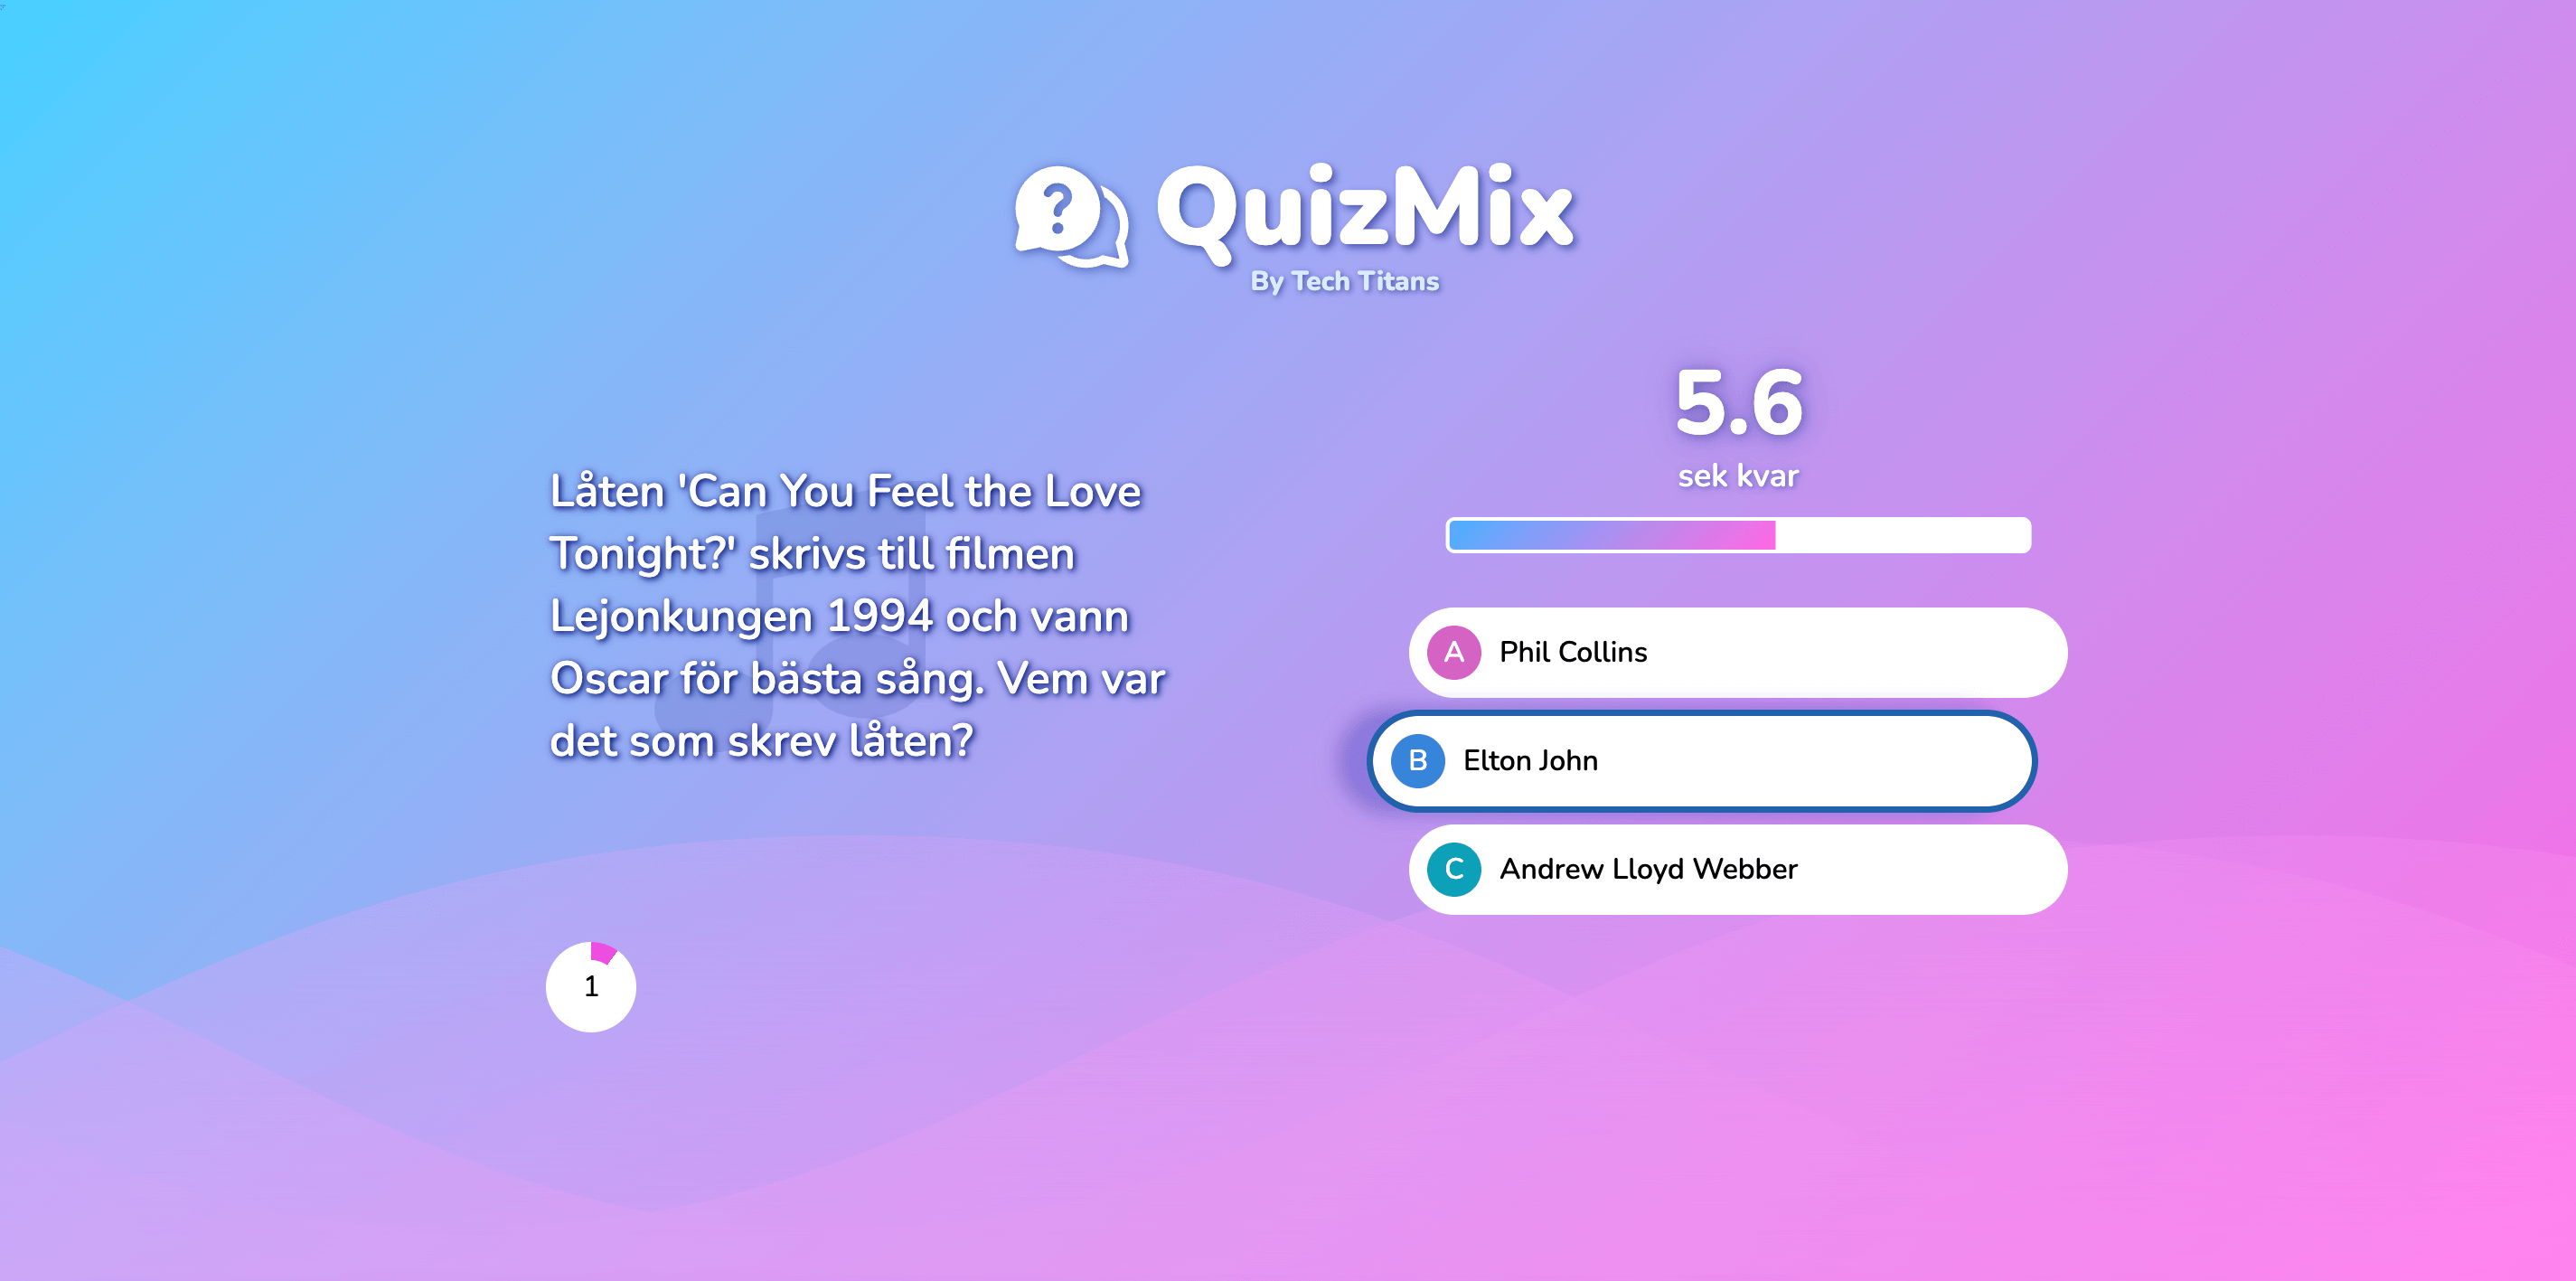 QuizMix
By Tech Titans
Låten 'Can You Feel the Love
Tonight?' skrivs till filmen
Lejonkungen 1994 och vann
Oscar för bästa sång. Vem var
det som skrev låten?
1
5.6
sek kvar
A Phil Collins
B Elton John
C Andrew Lloyd Webber